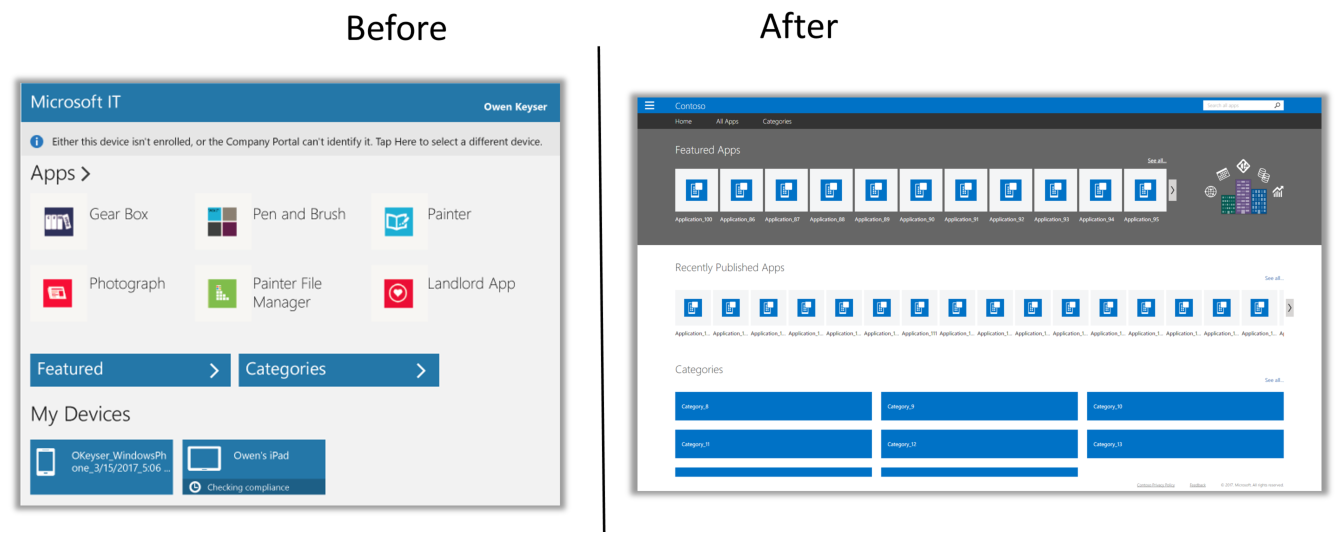 Before
After
Microsoft IT
Owen Keyser
Either this device isn't enrolled, or the Company Portal can't identify it. Tap Here to select a different device.
Apps
Gear Box
Pen and Brush
Painter
Photograph
Painter File
Manager
Landlord App
Featured
Categories
My Devices
OKeyser_WindowsPh
one_3/15/2017_5:06 ...
Owen's iPad
Checking compliance
Contoso
Search all apps
Home All Apps Categories
Featured Apps
See all...
Application_100 Application_86 Application_87 Application_88 Application_89 Application_90 Application_91 Application_92 Application_93 Application_94 Application_95
Recently Published Apps
See all...
Application_1... Application_1... Application_1... Application_1... Application_1... Application_1... Application_111 Application_1... Application_1... Application_1... Application_1... Application_1... Application_1... Application_1... Application_1... Application_1... A
Categories
See all...
Category_8 Category_9 Category_10
Category_11 Category_12 Category_13
Contoso Privacy Policy Feedback © 2017 Microsoft All rights reserved